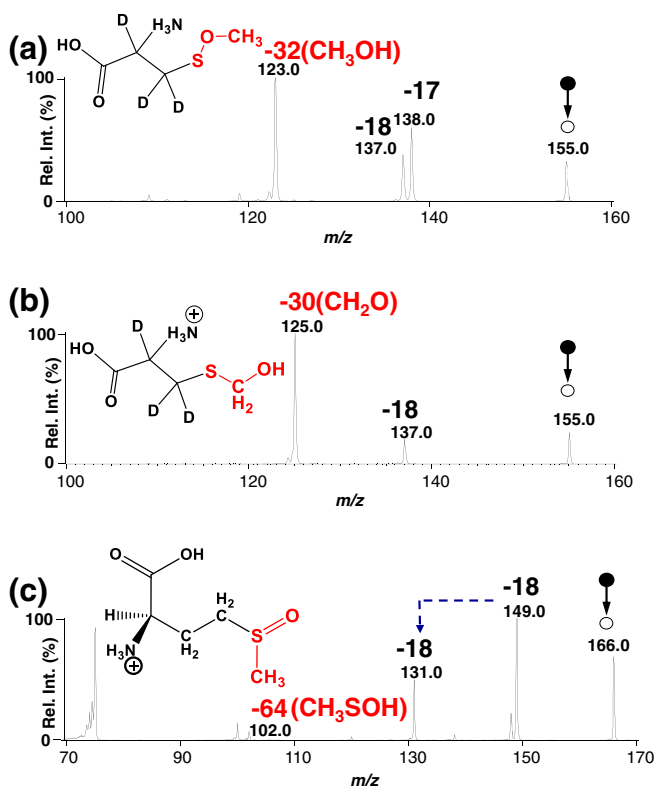 (a)
D
H₃N
HO
O
D D
S
O
CH₃
-32(CH₃OH)
123.0
-17
138.0
-18
137.0
155.0
100
Rel. Int. (%)
0
100 120 140 160
m/z
(b)
-30(CH₂O)
125.0
D
H₃N
+
HO
O
D D
S
C
H₂
OH
-18
137.0
155.0
100
Rel. Int. (%)
0
100 120 140 160
m/z
(c)
O
OH
H
H₃N
+
C
H₂
H₂
C
S
O
CH₃
-64(CH₃SOH)
102.0
-18
131.0
-18
149.0
166.0
100
Rel. Int. (%)
0
70 90 110 130 150 170
m/z